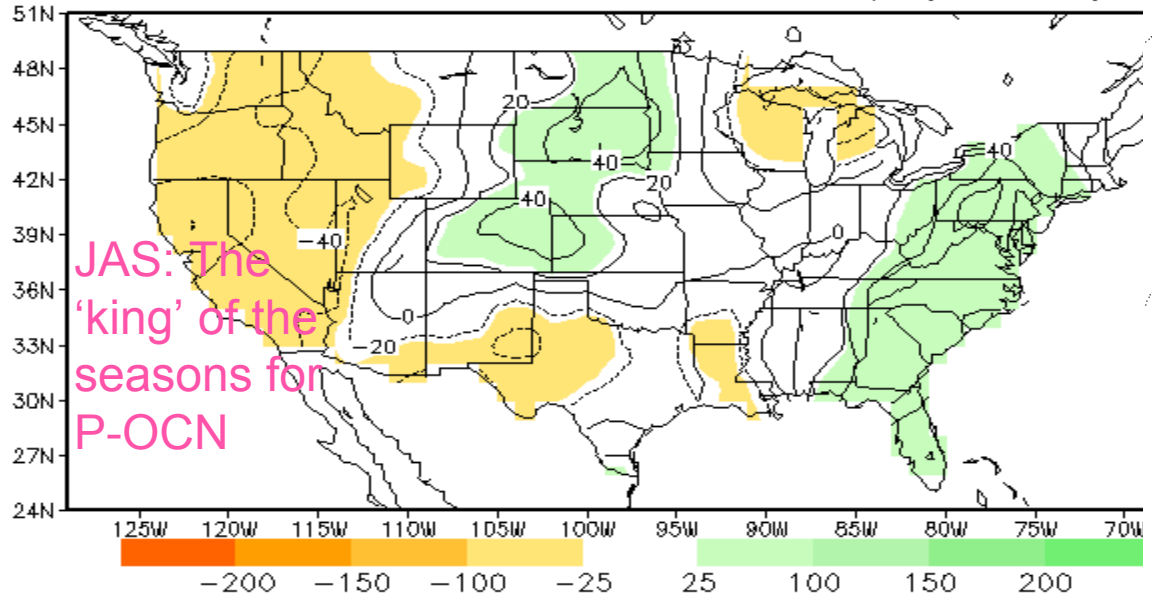 51N
48N
45N
42N
39N
36N
33N
30N
27N
24N
20
40
40
20
40
0
−40
0
−20
JAS: The
‘king’ of the
seasons for
P-OCN
125W 120W 115W 110W 105W 100W 95W 90W 85W 80W 75W 70W
−200 −150 −100 −25 25 100 150 200